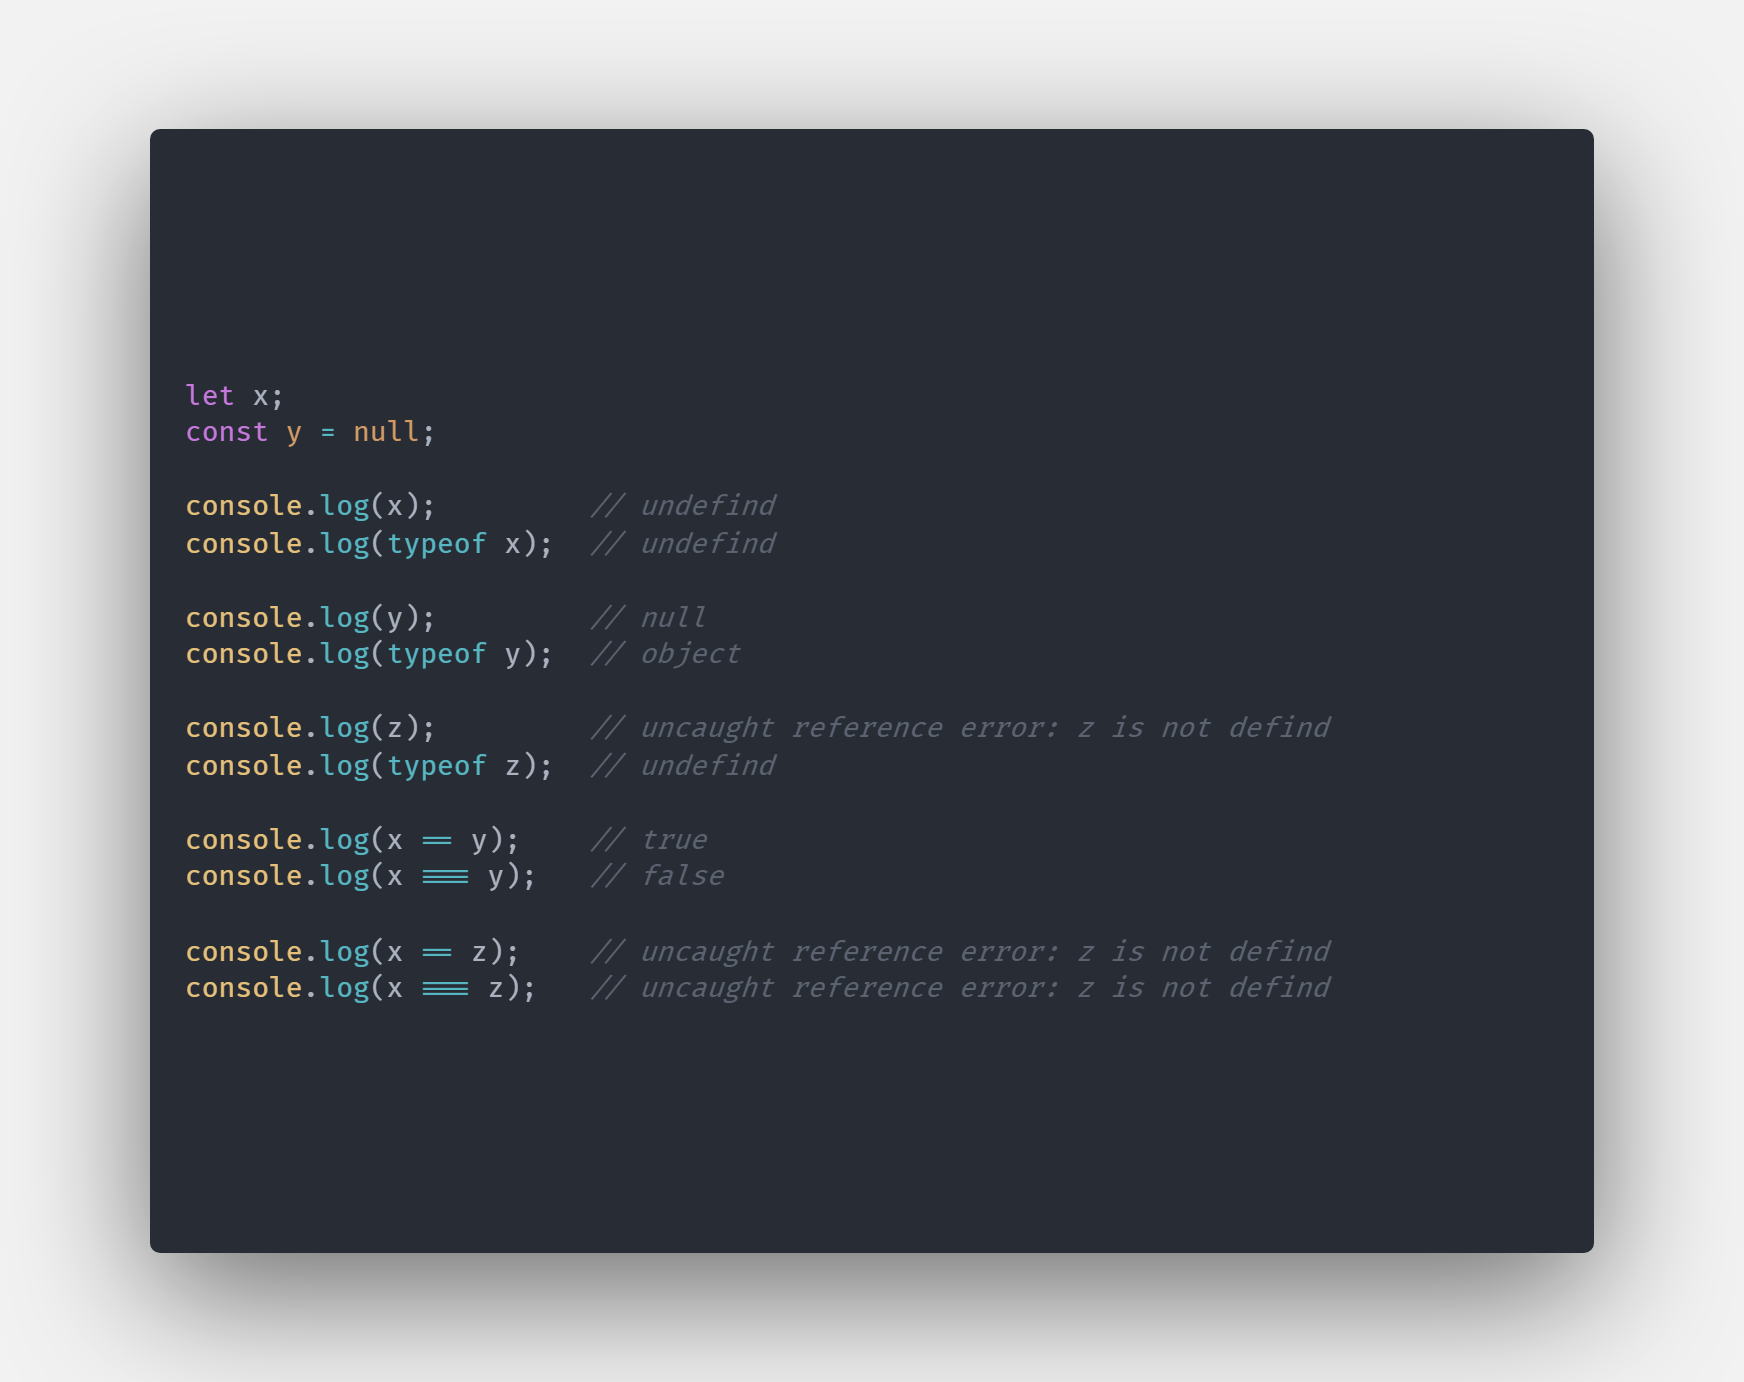 let x;
const y = null;
console.log(x); // undefind
console.log(typeof x); // undefind
console.log(y); // null
console.log(typeof y); // object
console.log(z); // uncaught reference error: z is not defind
console.log(typeof z); // undefind
console.log(x == y); // true
console.log(x === y); // false
console.log(x == z); // uncaught reference error: z is not defind
console.log(x === z); // uncaught reference error: z is not defind